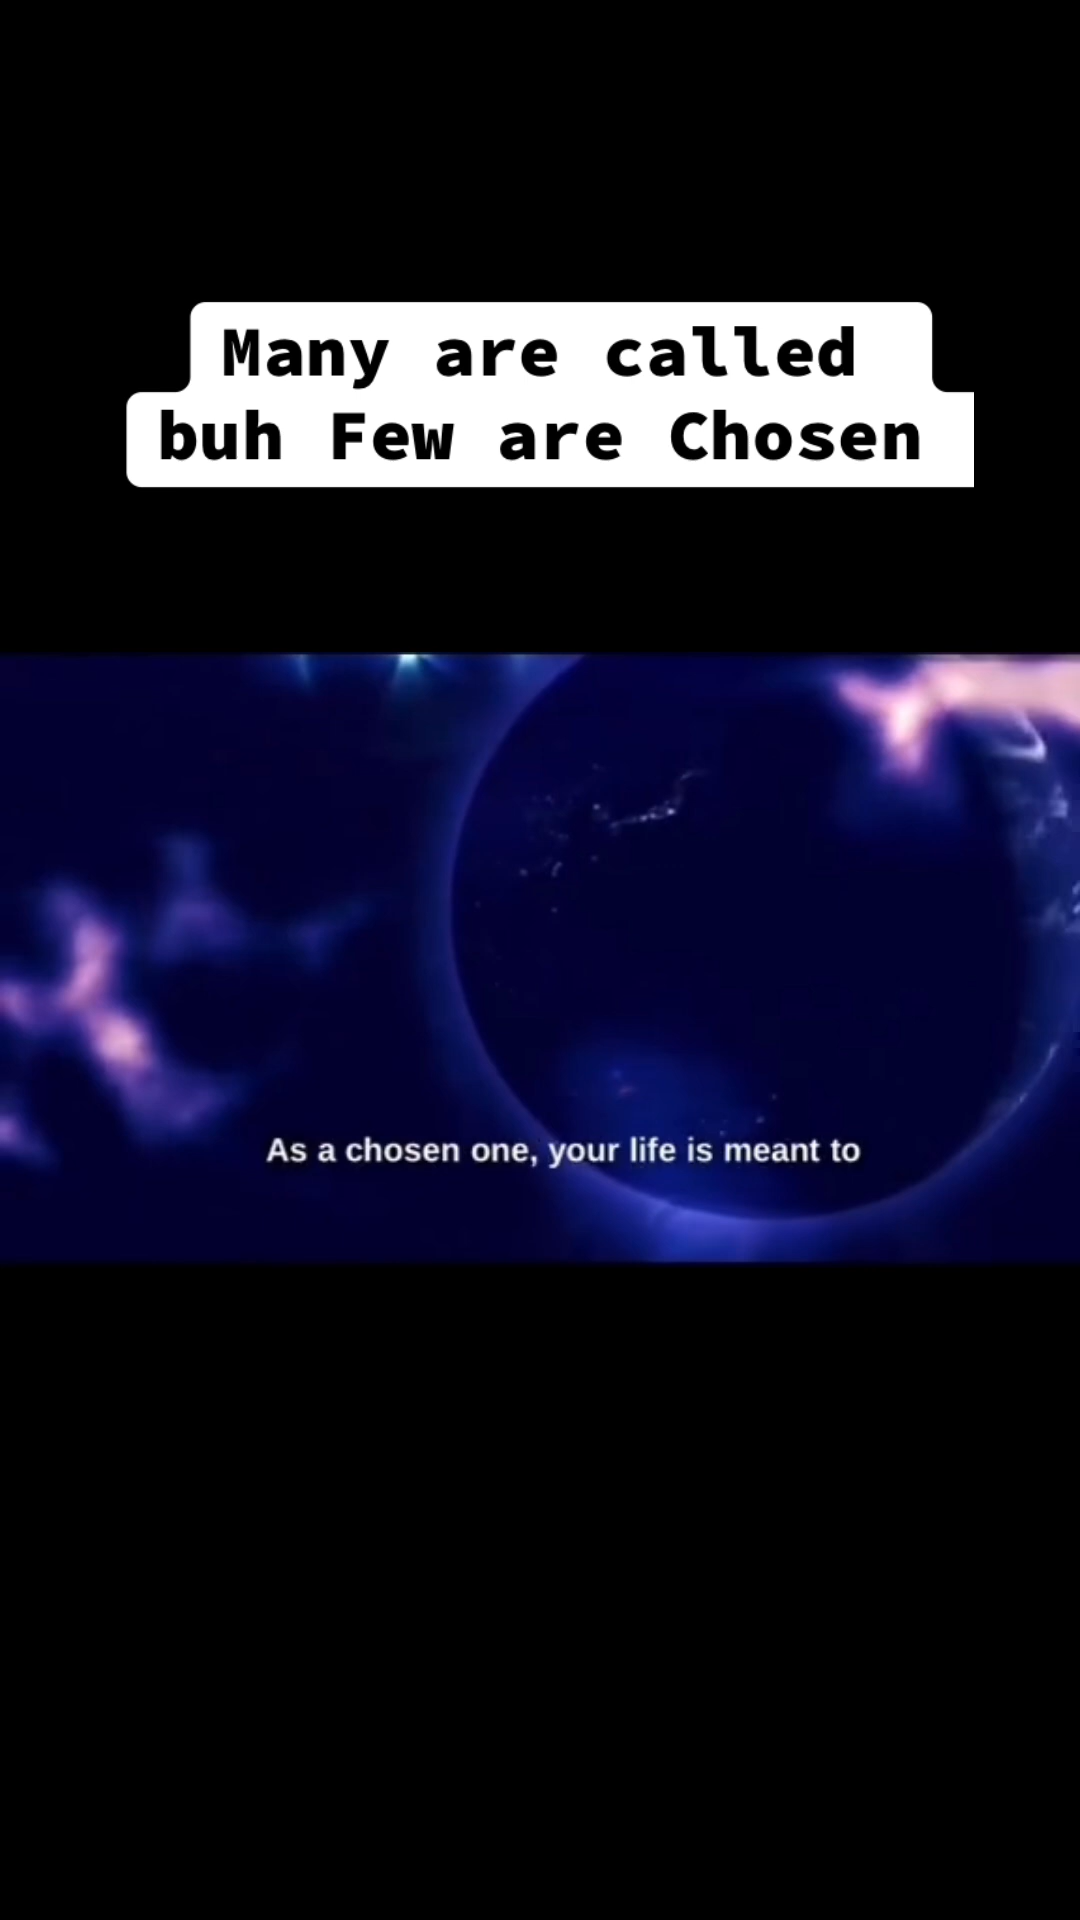 Many are called
buh Few are Chosen
As a chosen one, your life is meant to